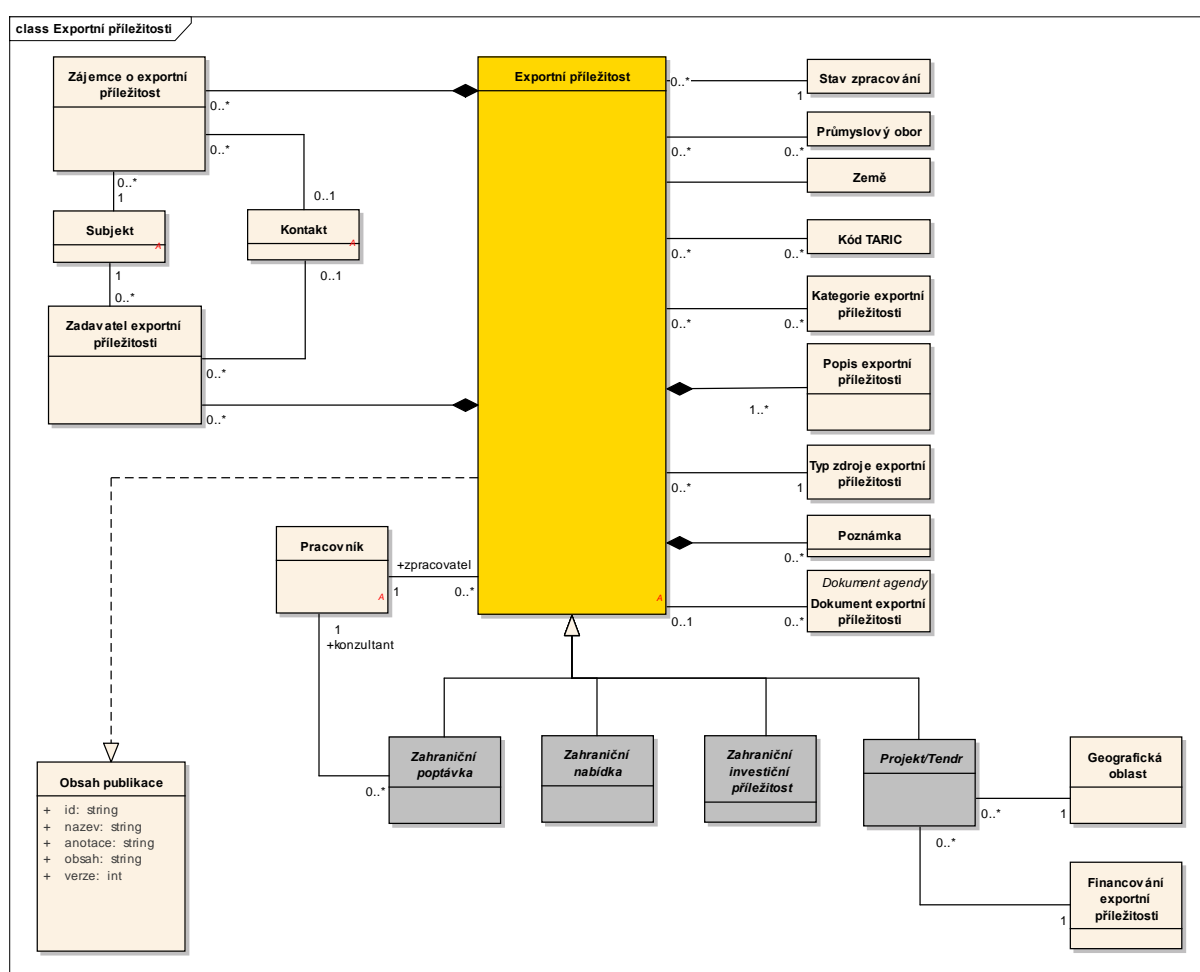 class Exportní příležitosti
Zájemce o exportní
příležitost
0..*
0..*
0..*
1
Subjekt
A
1
0..*
Kontakt
A
0..1
0..1
Zadavatel exportní
příležitosti
0..*
0..*
Exportní příležitost
A
0..*
1
Stav zpracování
Průmyslový obor
0..*
0..*
Země
Kód TARIC
0..*
0..*
Kategorie exportní
příležitosti
0..*
0..*
Popis exportní
příležitosti
1..*
Typ zdroje exportní
příležitosti
0..*
1
Poznámka
0..*
Dokument agendy
Dokument exportní
příležitosti
0..1
0..*
Pracovník
A
+zpracovatel
1
0..*
1
+konzultant
0..*
Zahraniční
poptávka
Zahraniční
nabídka
Zahraniční
investiční
příležitost
Projekt/Tendr
0..*
1
0..*
1
Geografická
oblast
Financování
exportní
příležitosti
Obsah publikace
+ id: string
+ nazev: string
+ anotace: string
+ obsah: string
+ verze: int